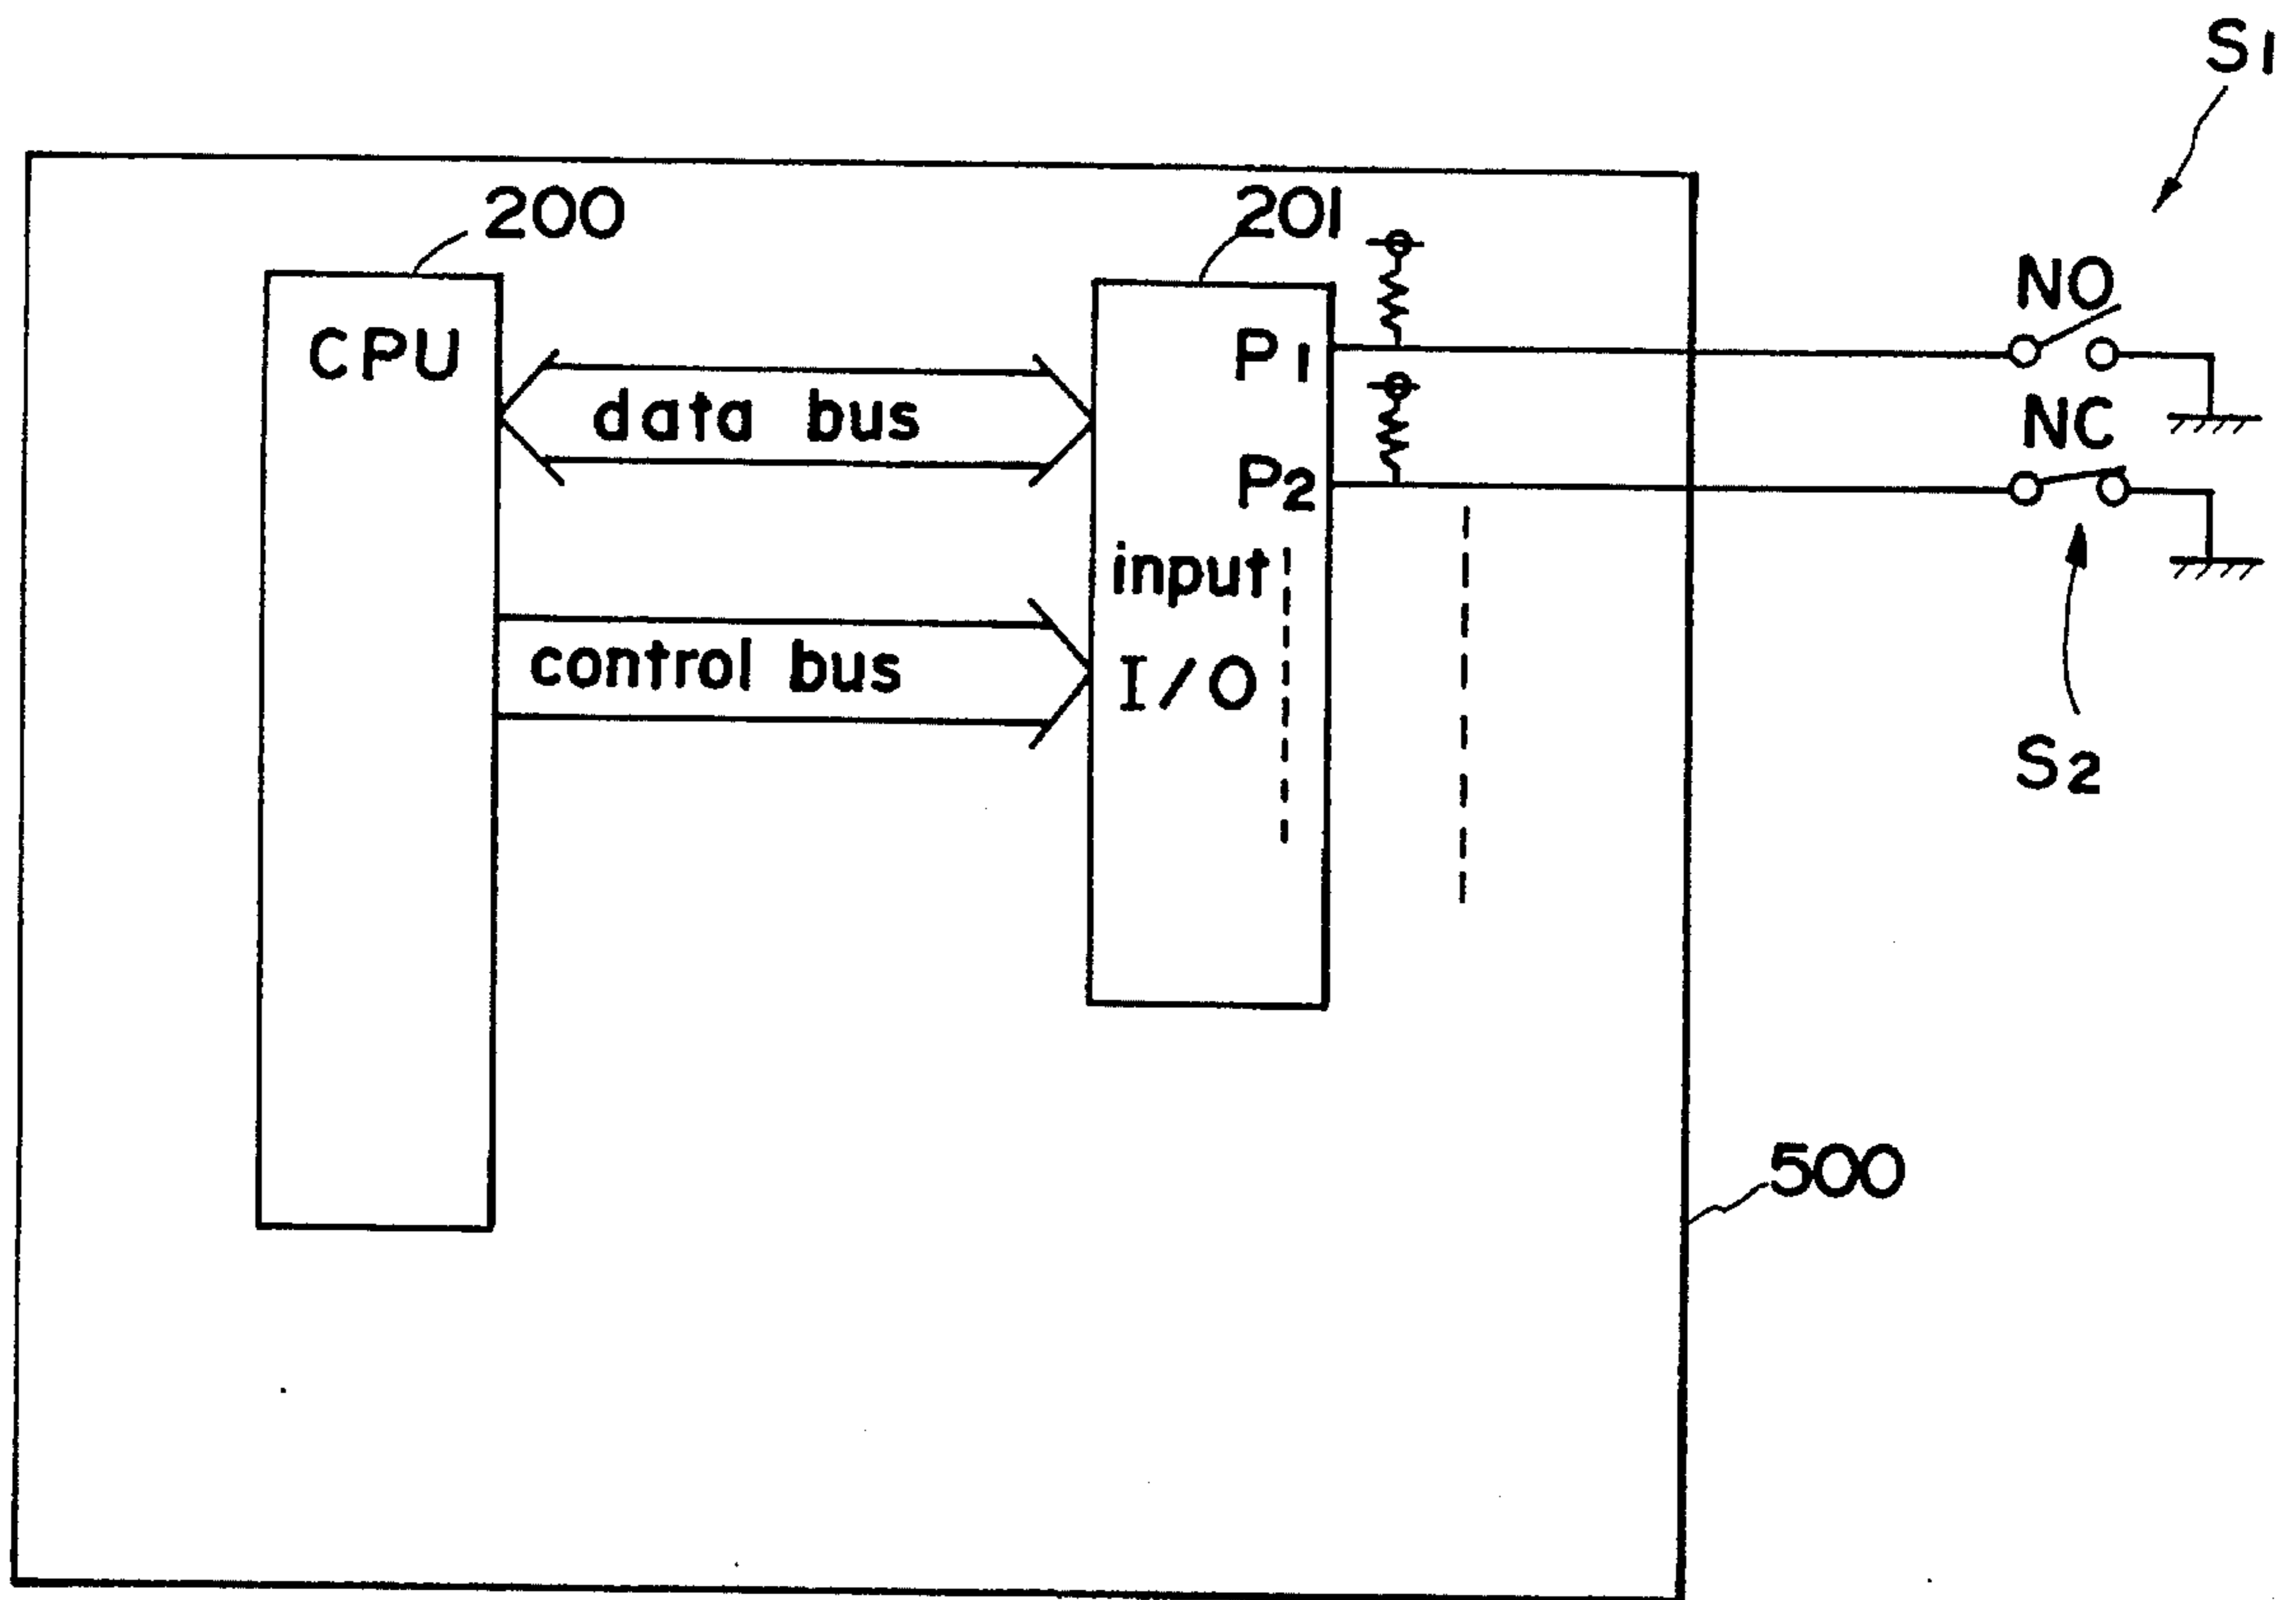 S1
200
201
NO
CPU
P1
data bus
NC
P2
input
I/O
control bus
S2
500